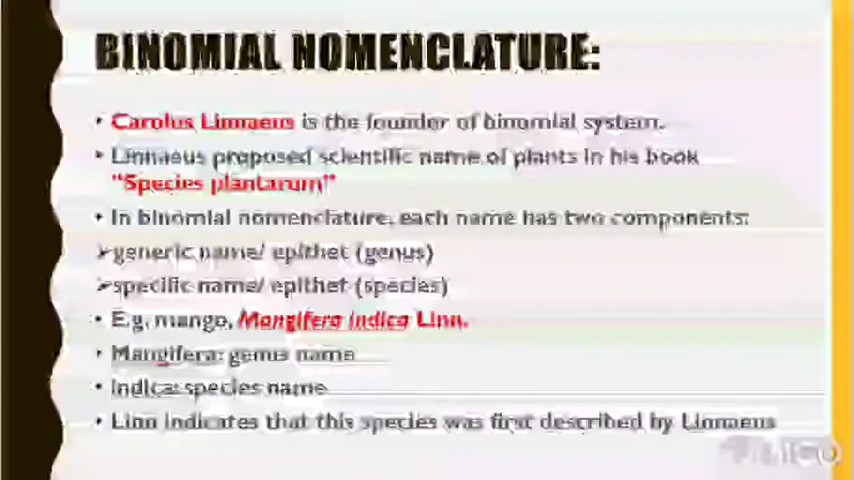 BINOMIAL NOMENCLATURE:
• Carolus Linnaeus is the founder of binomial system.
• Linnaeus proposed scientific name of plants in his book
"Species plantarum"
• In binomial nomenclature, each name has two components:
➢generic name/ epithet (genus)
➢specific name/ epithet (species)
• E.g. mango, Mangifera indica Linn.
• Mangifera: genus name
• indica: species name
• Linn indicates that this species was first described by Linnaeus